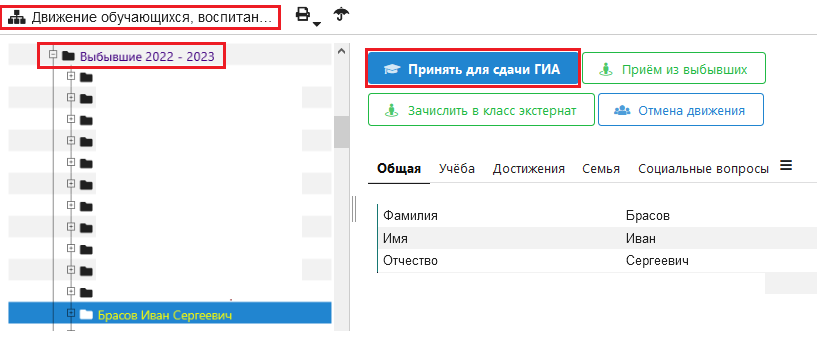 Движение обучающихся, воспитан...
Выбывшие 2022 - 2023
Брасов Иван Сергеевич
Принять для сдачи ГИА
Приём из выбывших
Зачислить в класс экстернат
Отмена движения
Общая Учёба Достижения Семья Социальные вопросы
Фамилия Брасов
Имя Иван
Отчество Сергеевич